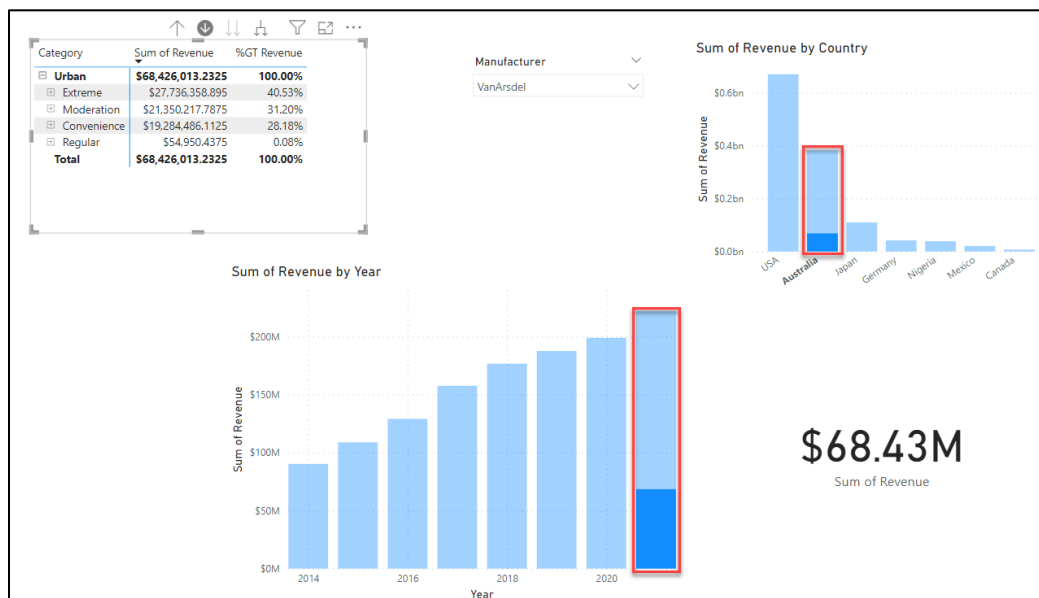 Category Sum of Revenue %GT Revenue
Urban $68,426,013.2325 100.00%
Extreme $27,736,358.895 40.53%
Moderation $21,350,217.7875 31.20%
Convenience $19,284,486.1125 28.18%
Regular $54,950.4375 0.08%
Total $68,426,013.2325 100.00%
Manufacturer
VanArsdel
Sum of Revenue by Country
Sum of Revenue
$0.6bn
$0.4bn
$0.2bn
$0.0bn
USA
Australia
Japan
Germany
Nigeria
Mexico
Canada
Sum of Revenue by Year
Sum of Revenue
$200M
$150M
$100M
$50M
$0M
2014 2016 2018 2020
Year
$68.43M
Sum of Revenue